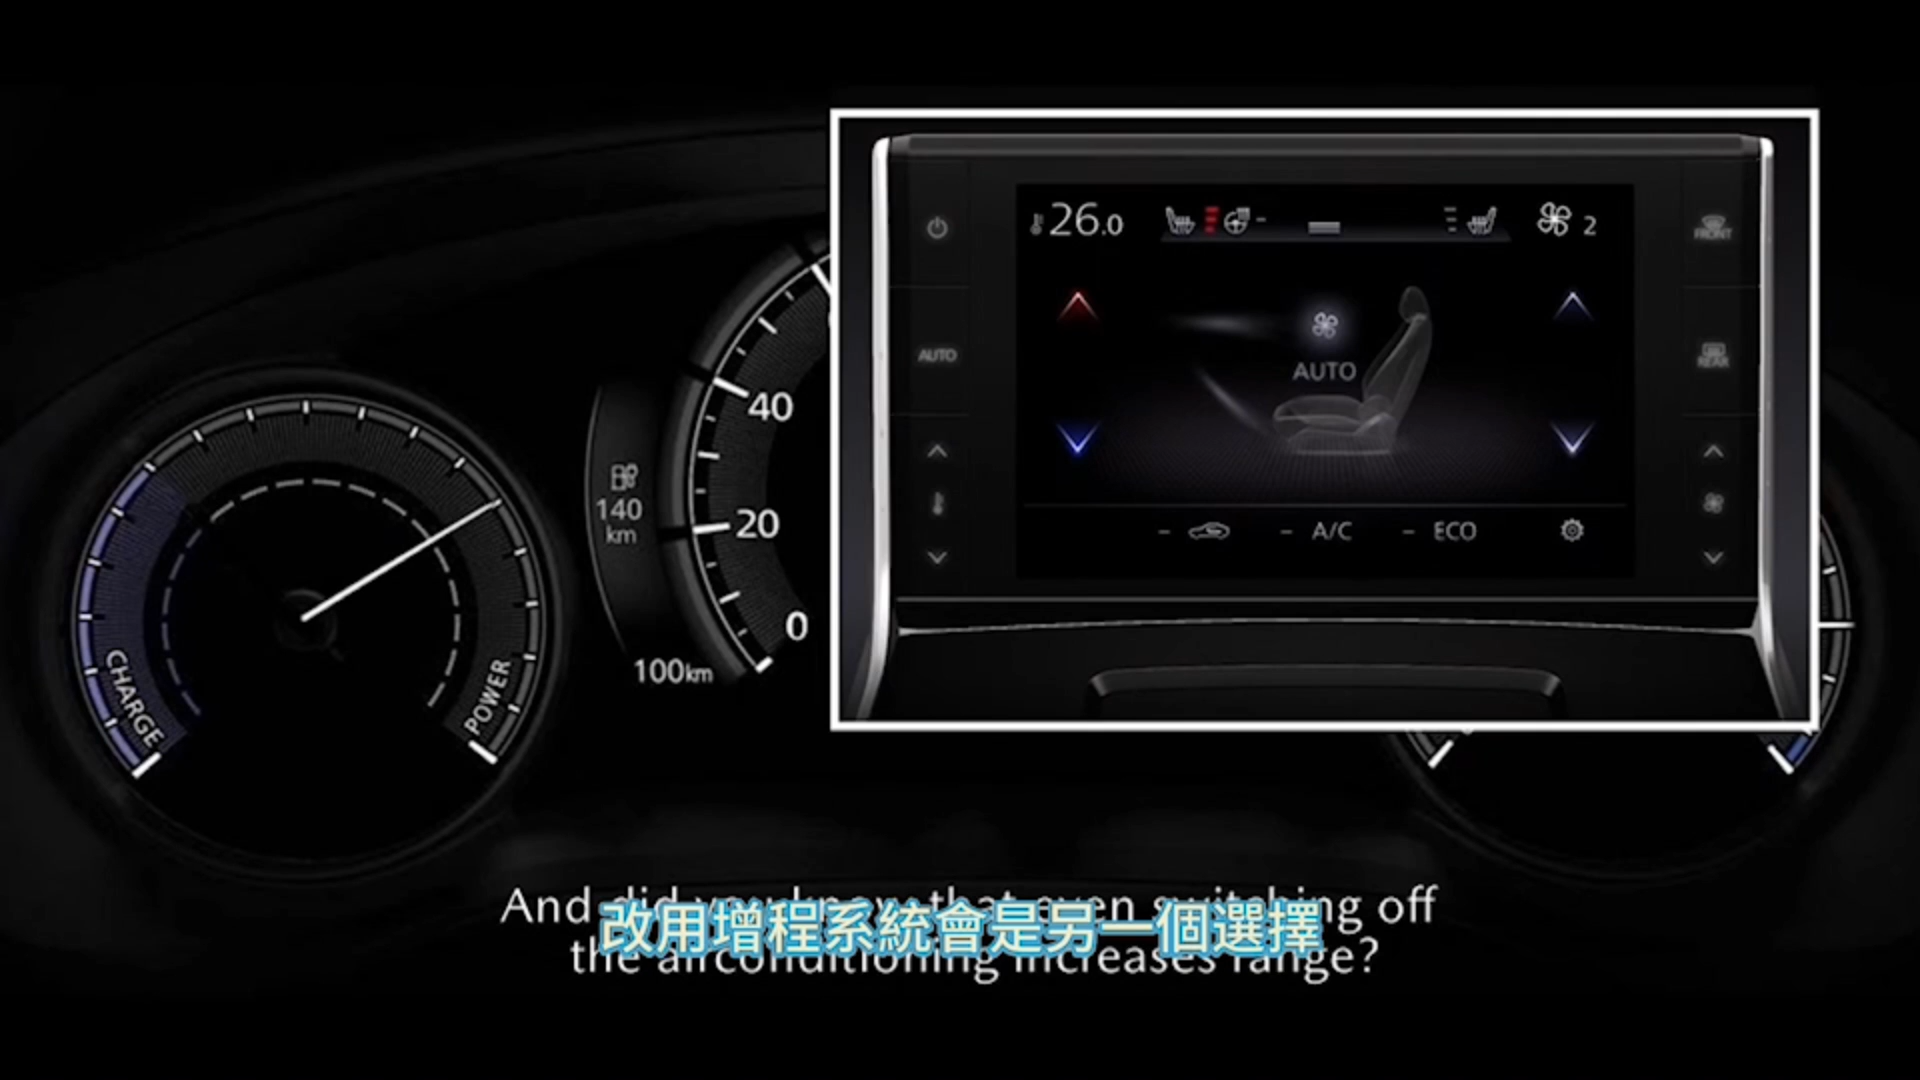 26.0
2
FRONT
AUTO
REAR
AUTO
A/C
ECO
40
20
0
140
km
100km
CHARGE
POWER
And did you know that even switching off
the airconditioning increases range?
改用增程系統會是另一個選擇